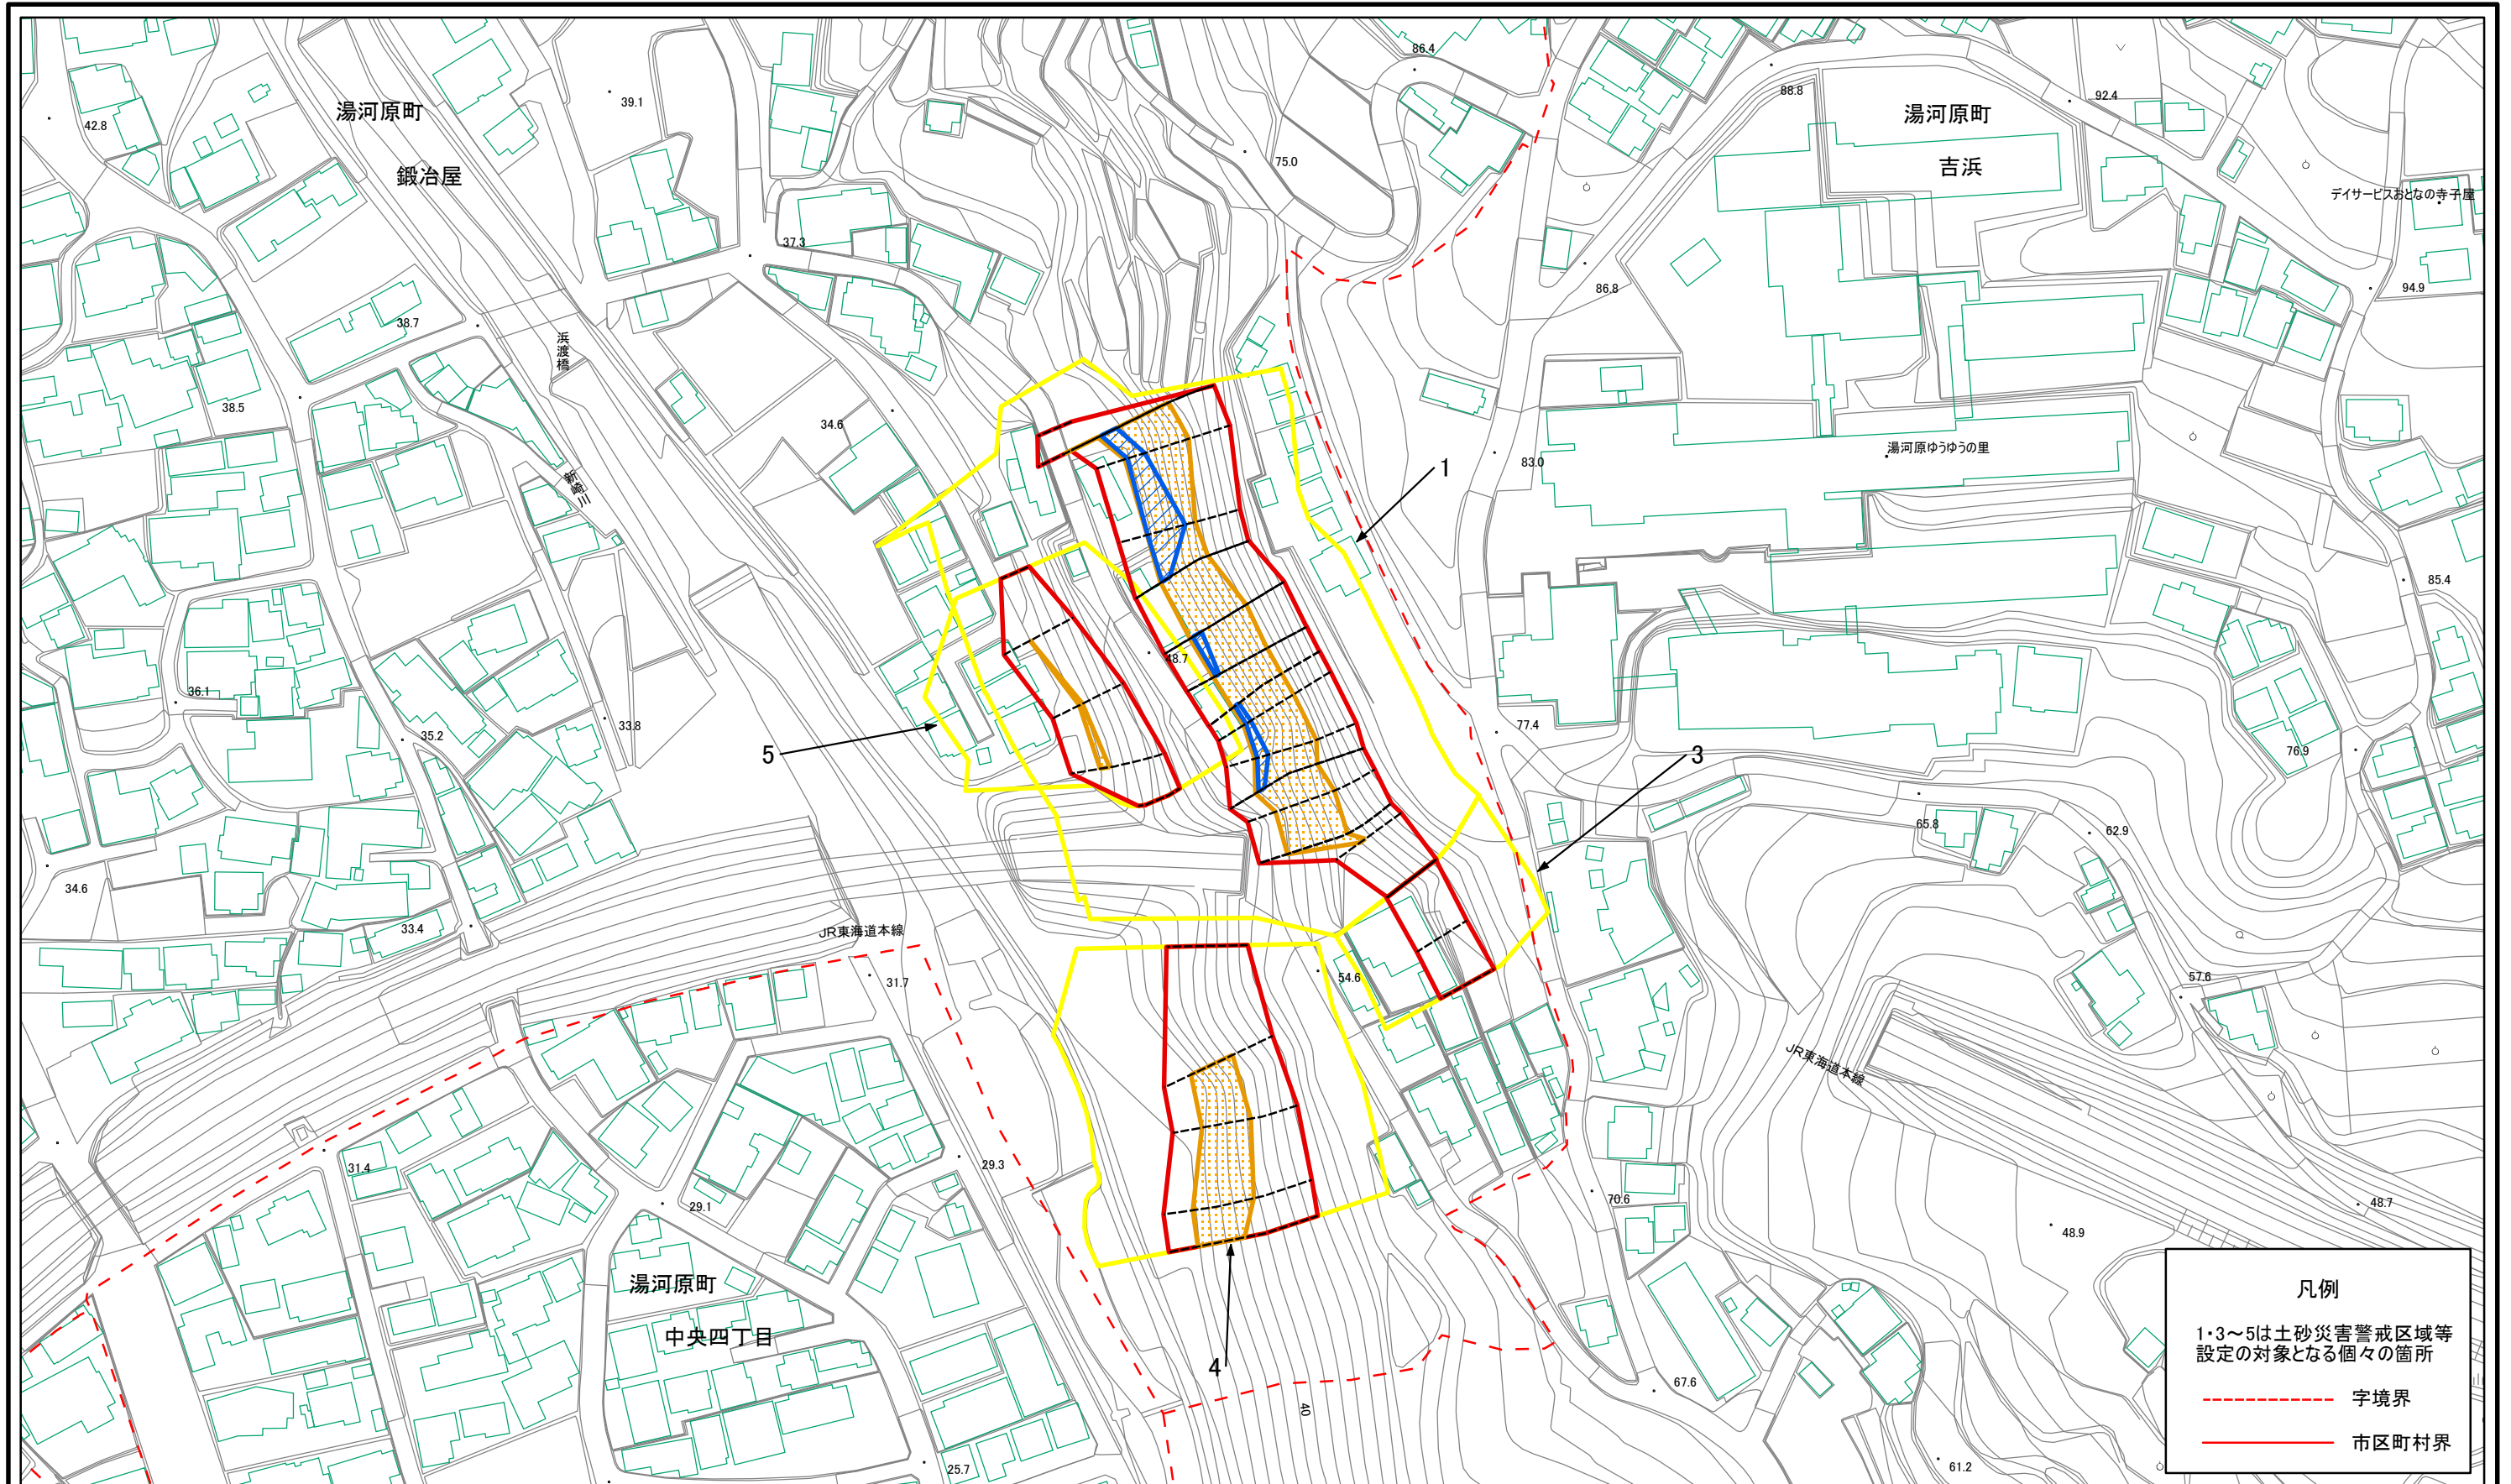 86.4
湯河原町
鍛冶屋
42.8
39.1
88.8
92.4
湯河原町
吉浜
75.0
デイサービスおとなの寺子屋
37.3
86.8
94.9
38.7
浜渡橋
38.5
34.6
湯河原ゆうゆうの里
1
83.0
新崎川
85.4
48.7
36.1
33.8
35.2
5
77.4
3
76.9
65.8
62.9
34.6
33.4
JR東海道本線
31.7
54.6
57.6
JR東海道本線
31.4
29.3
29.1
70.6
48.7
48.9
湯河原町
中央四丁目
4
67.6
40
25.7
61.2
凡例
1・3～5は土砂災害警戒区域等
設定の対象となる個々の箇所
字境界
市区町村界